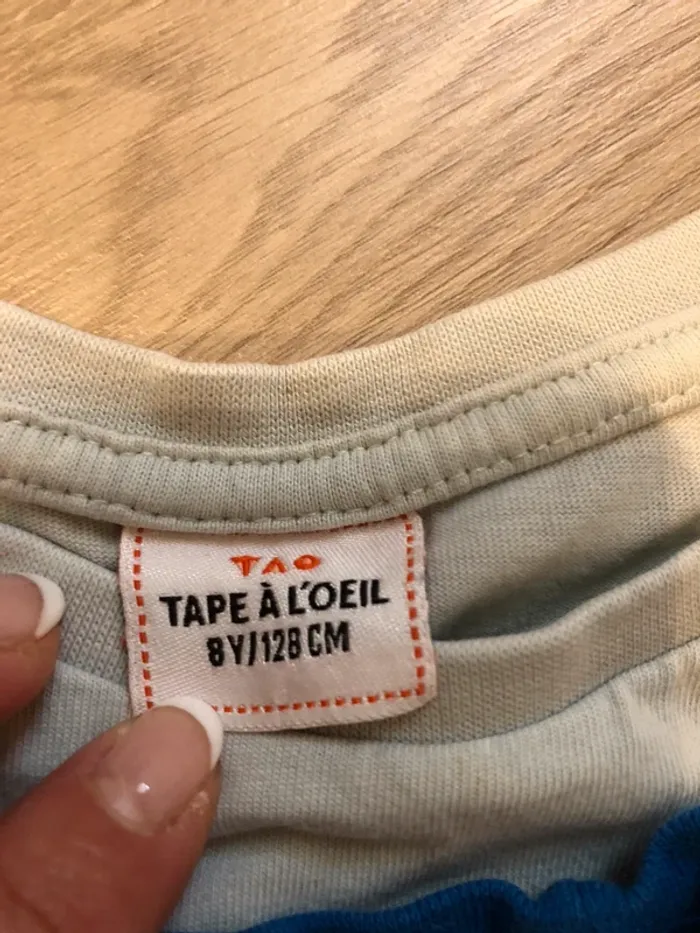 TAO
TAPE À L'OEIL
8Y/128 CM